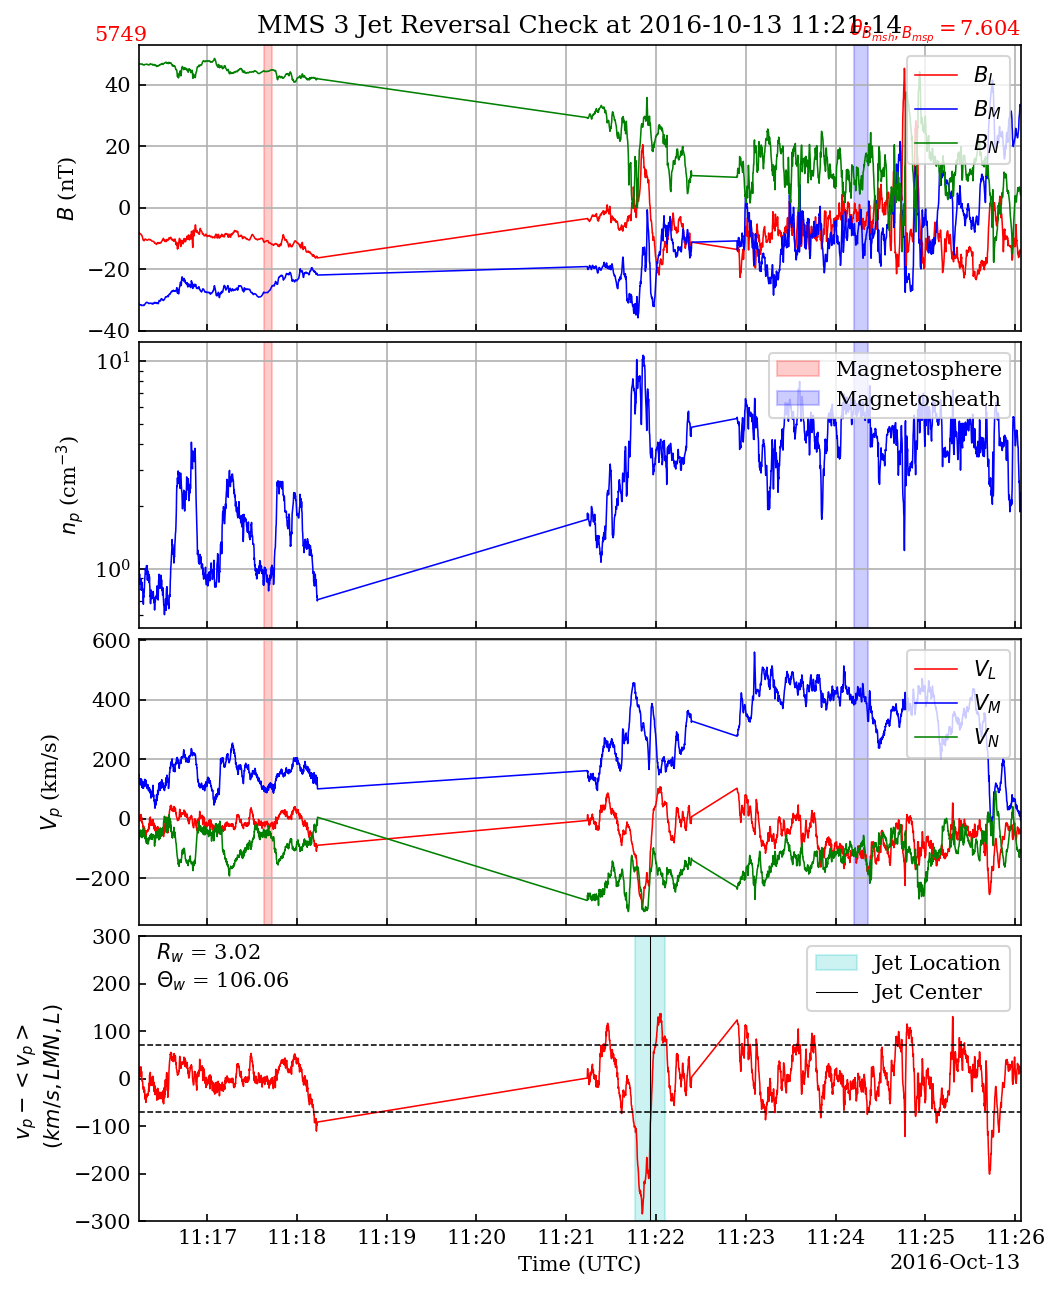 5749
MMS 3 Jet Reversal Check at 2016-10-13 11:21:14
θ_{B_{msh}, B_{msp}} = 7.604
40
20
0
−20
−40
B (nT)
B_L
B_M
B_N
10^1
10^0
n_p (cm^{−3})
Magnetosphere
Magnetosheath
600
400
200
0
−200
V_p (km/s)
V_L
V_M
V_N
300
200
100
0
−100
−200
−300
v_p − < v_p >
(km/s, LMN, L)
R_w = 3.02
Θ_w = 106.06
Jet Location
Jet Center
11:17 11:18 11:19 11:20 11:21 11:22 11:23 11:24 11:25 11:26
Time (UTC)
2016-Oct-13